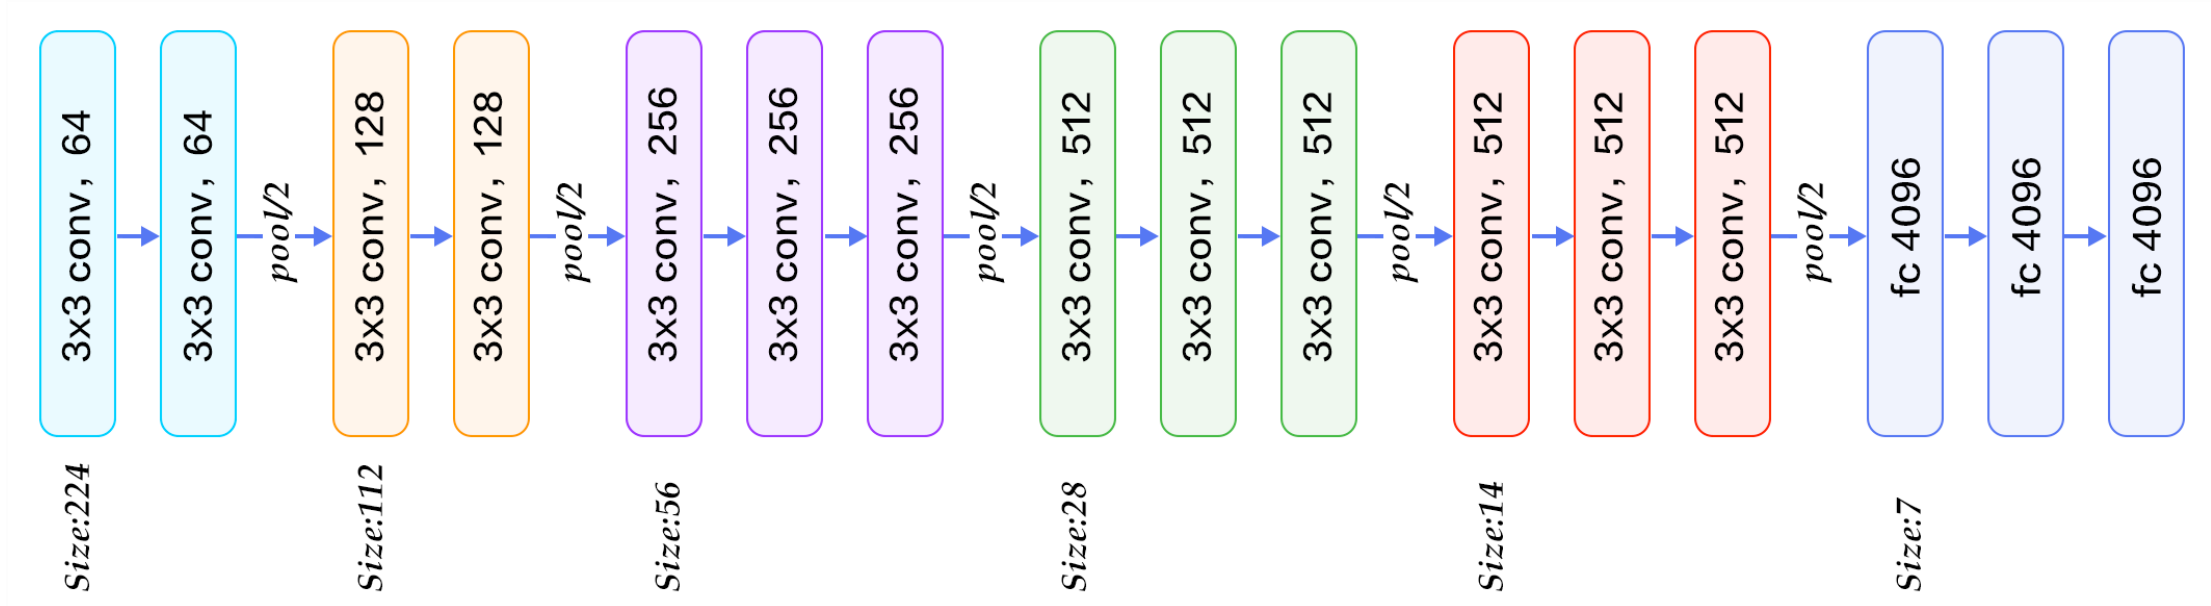 3x3 conv, 64
3x3 conv, 64
pool/2
3x3 conv, 128
3x3 conv, 128
pool/2
3x3 conv, 256
3x3 conv, 256
3x3 conv, 256
pool/2
3x3 conv, 512
3x3 conv, 512
3x3 conv, 512
pool/2
3x3 conv, 512
3x3 conv, 512
3x3 conv, 512
pool/2
fc 4096
fc 4096
fc 4096
Size:224
Size:112
Size:56
Size:28
Size:14
Size:7